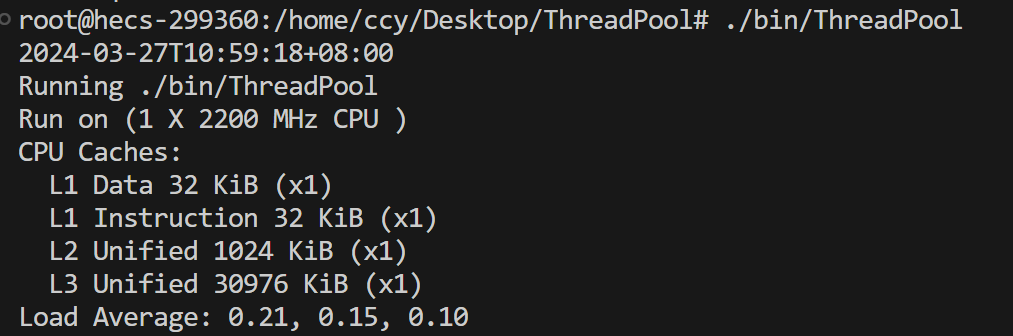 root@hecs-299360:/home/ccy/Desktop/ThreadPool# ./bin/ThreadPool
2024-03-27T10:59:18+08:00
Running ./bin/ThreadPool
Run on (1 X 2200 MHz CPU )
CPU Caches:
  L1 Data 32 KiB (x1)
  L1 Instruction 32 KiB (x1)
  L2 Unified 1024 KiB (x1)
  L3 Unified 30976 KiB (x1)
Load Average: 0.21, 0.15, 0.10